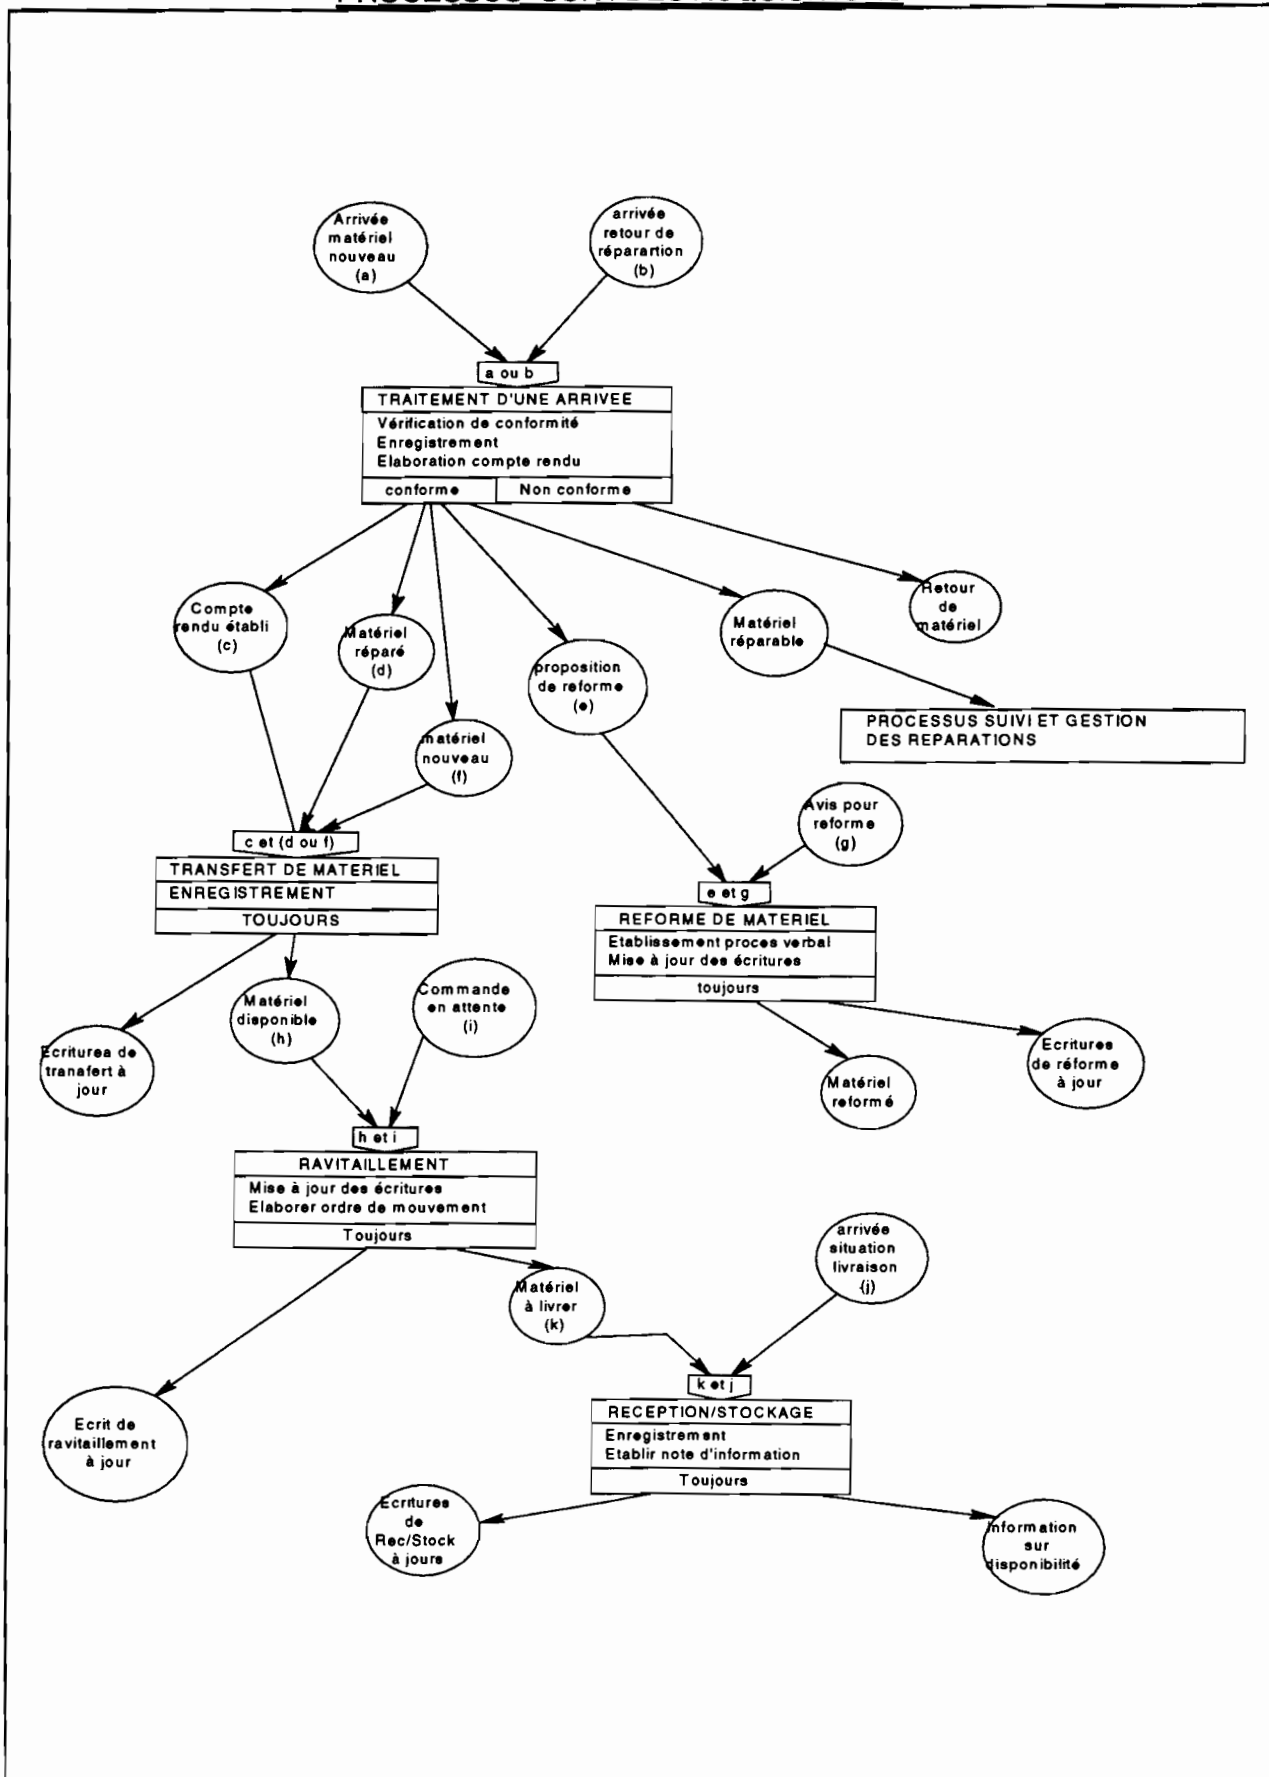 Arrivée
matériel
nouveau
(a)
arrivée
retour de
réparartion
(b)
a ou b
TRAITEMENT D'UNE ARRIVEE
Vérification de conformité
Enregistrement
Elaboration compte rendu
conforme
Non conforme
Compte
rendu établi
(c)
Matériel
réparé
(d)
matériel
nouveau
(f)
proposition
de reforme
(e)
Matériel
réparable
Retour
de
matériel
PROCESSUS SUIVI ET GESTION
DES REPARATIONS
Avis pour
reforme
(g)
c et (d ou f)
TRANSFERT DE MATERIEL
ENREGISTREMENT
TOUJOURS
e et g
REFORME DE MATERIEL
Etablissement proces verbal
Mise à jour des écritures
toujours
Ecritures de
tranafert à
jour
Matériel
disponible
(h)
Commande
en attente
(i)
Matériel
reformé
Ecritures
de réforme
à jour
h et i
RAVITAILLEMENT
Mise à jour des écritures
Elaborer ordre de mouvement
Toujours
Matériel
à livrer
(k)
arrivée
situation
livraison
(j)
Ecrit de
ravitaillement
à jour
k et j
RECEPTION/STOCKAGE
Enregistrement
Etablir note d'information
Toujours
Ecritures
de
Rec/Stock
à jours
Information
sur
disponibilité